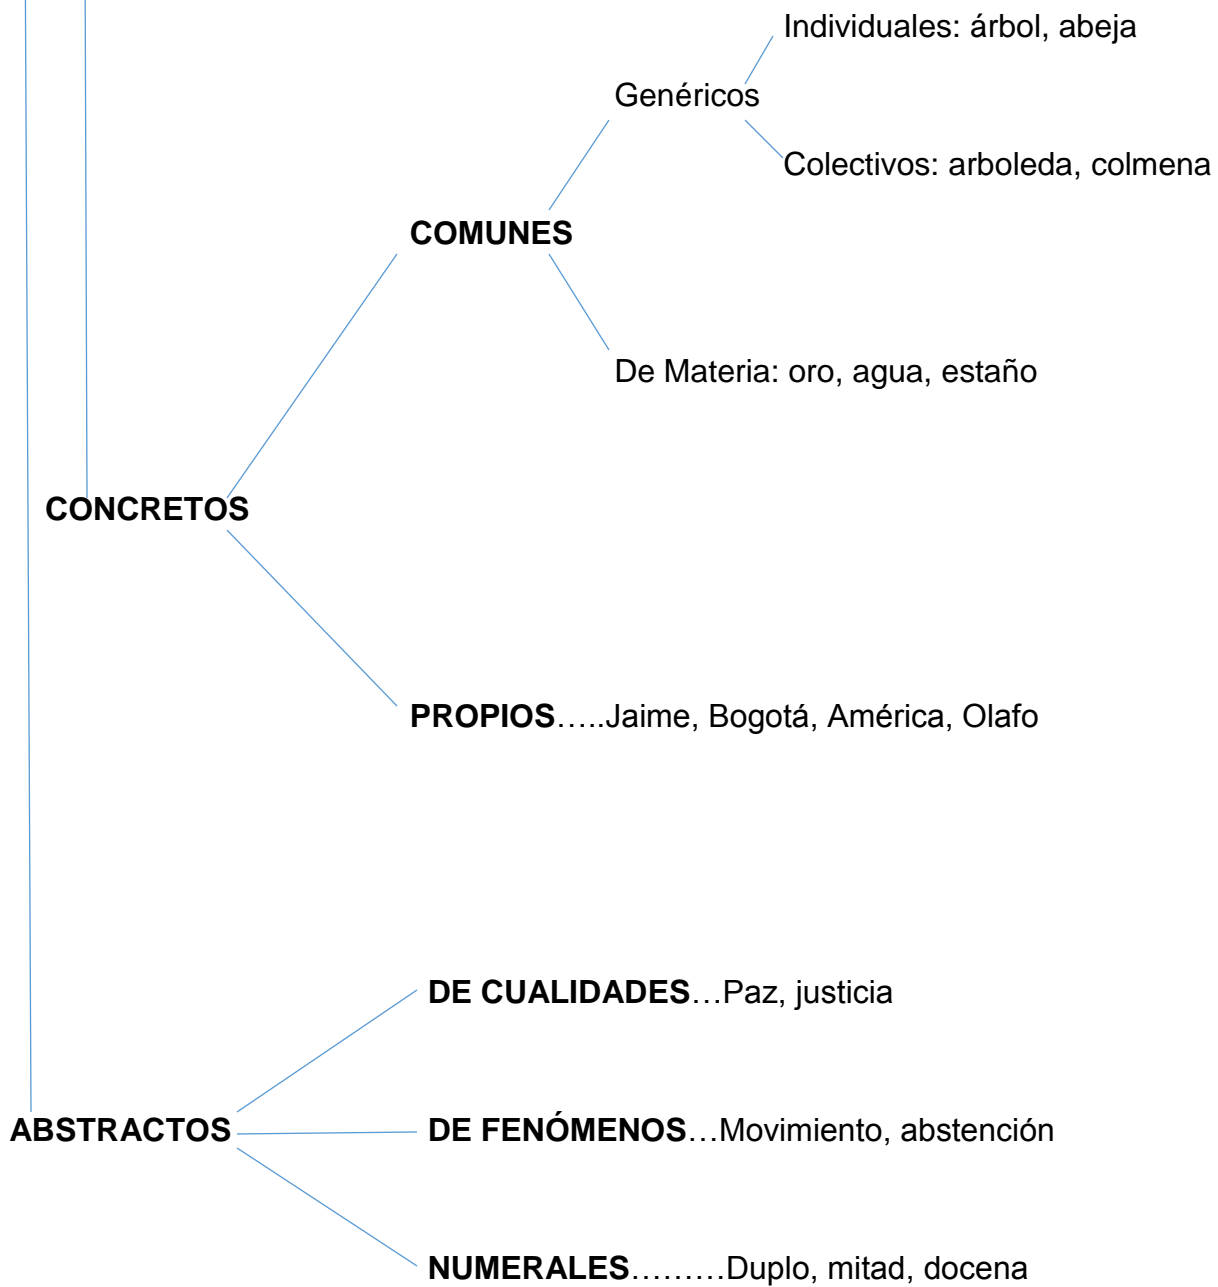 Individuales: árbol, abeja
Genéricos
Colectivos: arboleda, colmena
COMUNES
De Materia: oro, agua, estaño
CONCRETOS
PROPIOS…..Jaime, Bogotá, América, Olafo
DE CUALIDADES…Paz, justicia
ABSTRACTOS
DE FENÓMENOS…Movimiento, abstención
NUMERALES………Duplo, mitad, docena